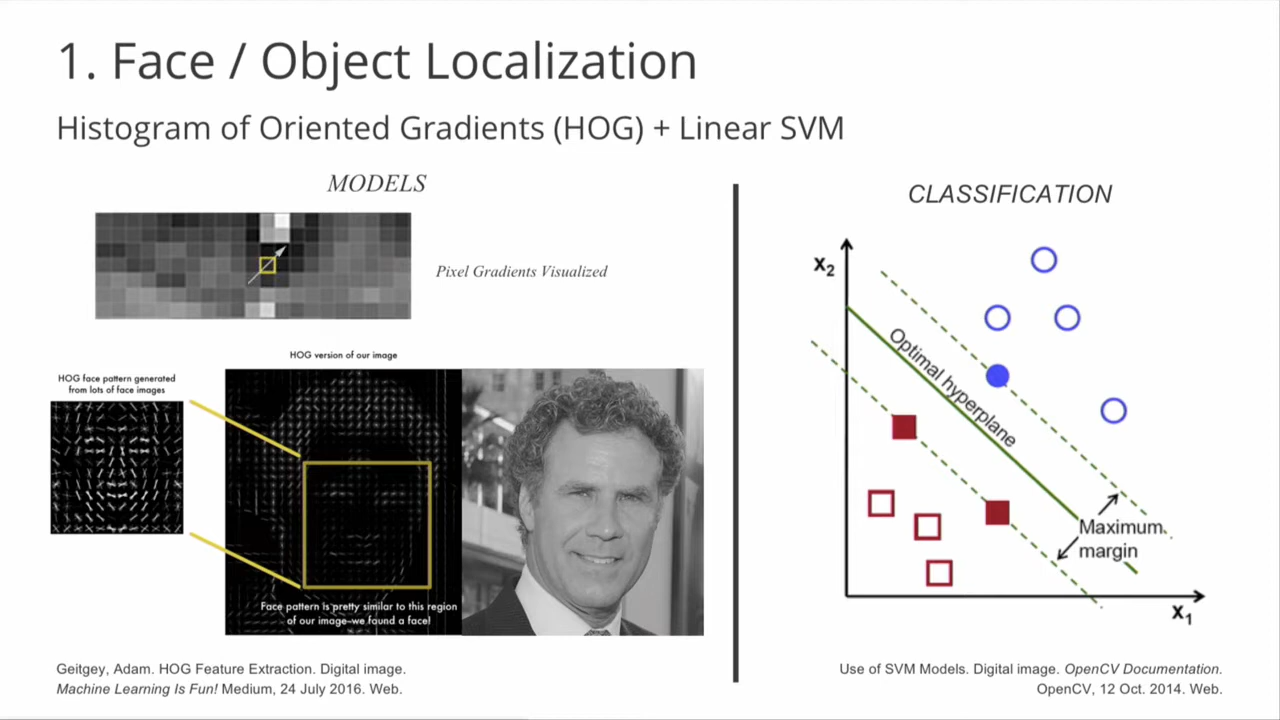 1. Face / Object Localization
Histogram of Oriented Gradients (HOG) + Linear SVM
MODELS
Pixel Gradients Visualized
HOG version of our image
HOG face pattern generated
from lots of face images
Face pattern is pretty similar to this region
of our image–we found a face!
Geitgey, Adam. HOG Feature Extraction. Digital image.
Machine Learning Is Fun! Medium, 24 July 2016. Web.
CLASSIFICATION
x₂
Optimal hyperplane
Maximum
margin
x₁
Use of SVM Models. Digital image. OpenCV Documentation.
OpenCV, 12 Oct. 2014. Web.